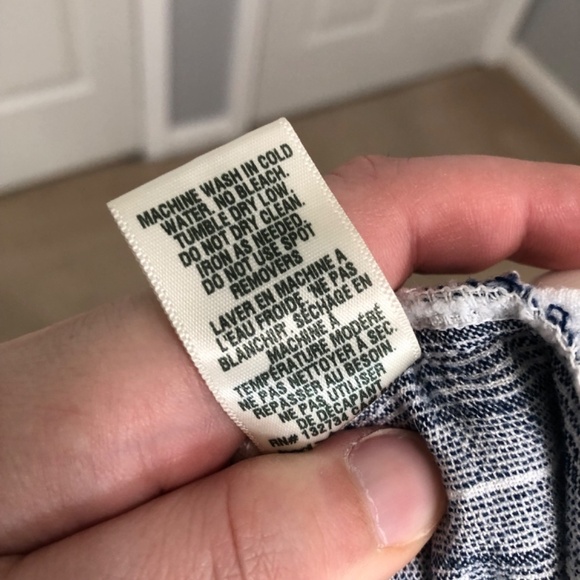 MACHINE WASH IN COLD
WATER. NO BLEACH.
TUMBLE DRY LOW.
DO NOT DRY CLEAN.
IRON AS NEEDED.
DO NOT USE SPOT
REMOVERS
LAVER EN MACHINE A
L'EAU FROIDE, NE PAS
BLANCHIR, SÉCHAGE EN
MACHINE À
TEMPÉRATURE MODÉRÉ
NE PAS NETTOYER À SEC.
REPASSER AU BESOIN.
NE PAS UTILISER
DE DÉCAPANT
RN# 132734